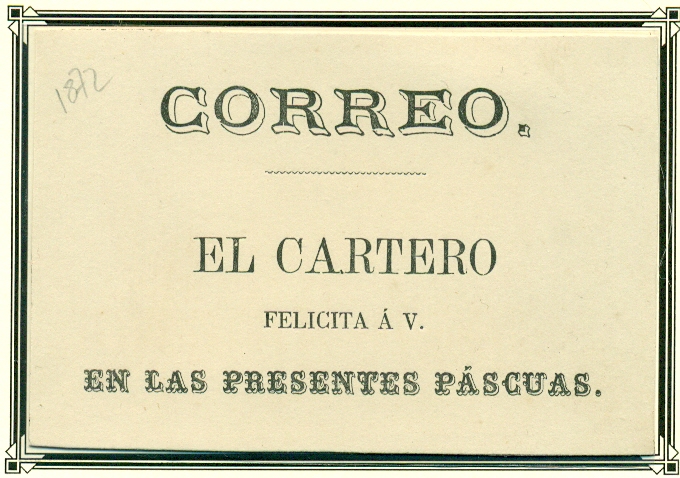 1872
CORREO.
EL CARTERO
FELICITA Á V.
EN LAS PRESENTES PÁSCUAS.